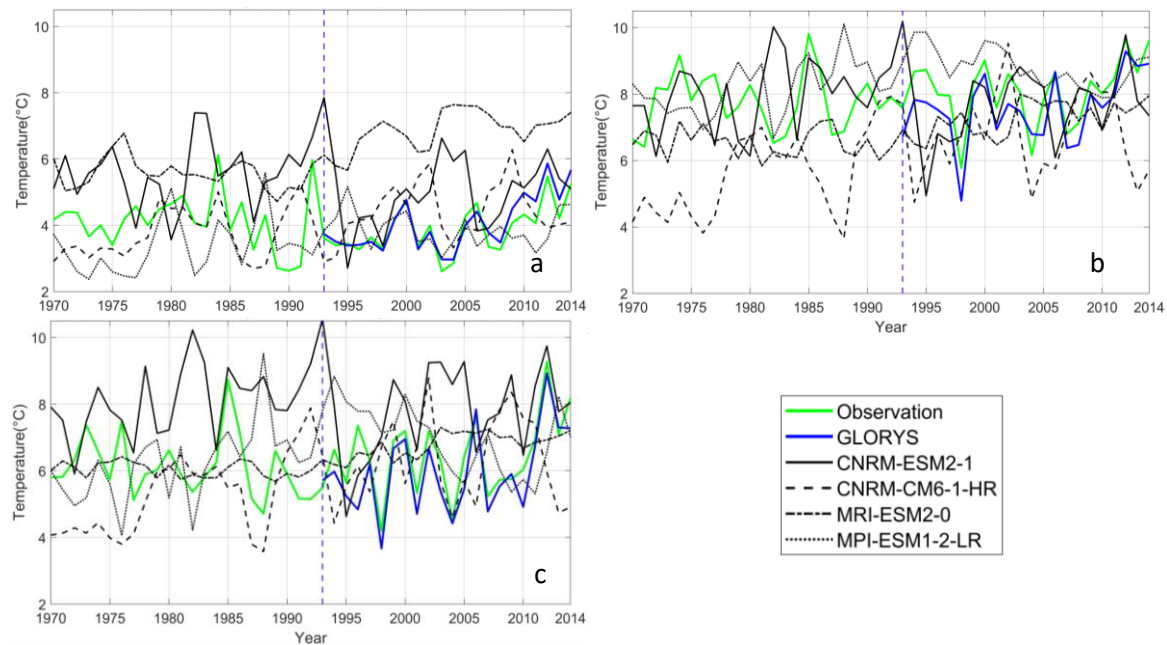 10
8
6
4
2
Temperature(°C)
1970 1975 1980 1985 1990 1995 2000 2005 2010 2014
a
10
8
6
4
2
Temperature(°C)
1970 1975 1980 1985 1990 1995 2000 2005 2010 2014
Year
b
10
8
6
4
2
Temperature(°C)
1970 1975 1980 1985 1990 1995 2000 2005 2010 2014
Year
c
Observation
GLORYS
CNRM-ESM2-1
CNRM-CM6-1-HR
MRI-ESM2-0
MPI-ESM1-2-LR